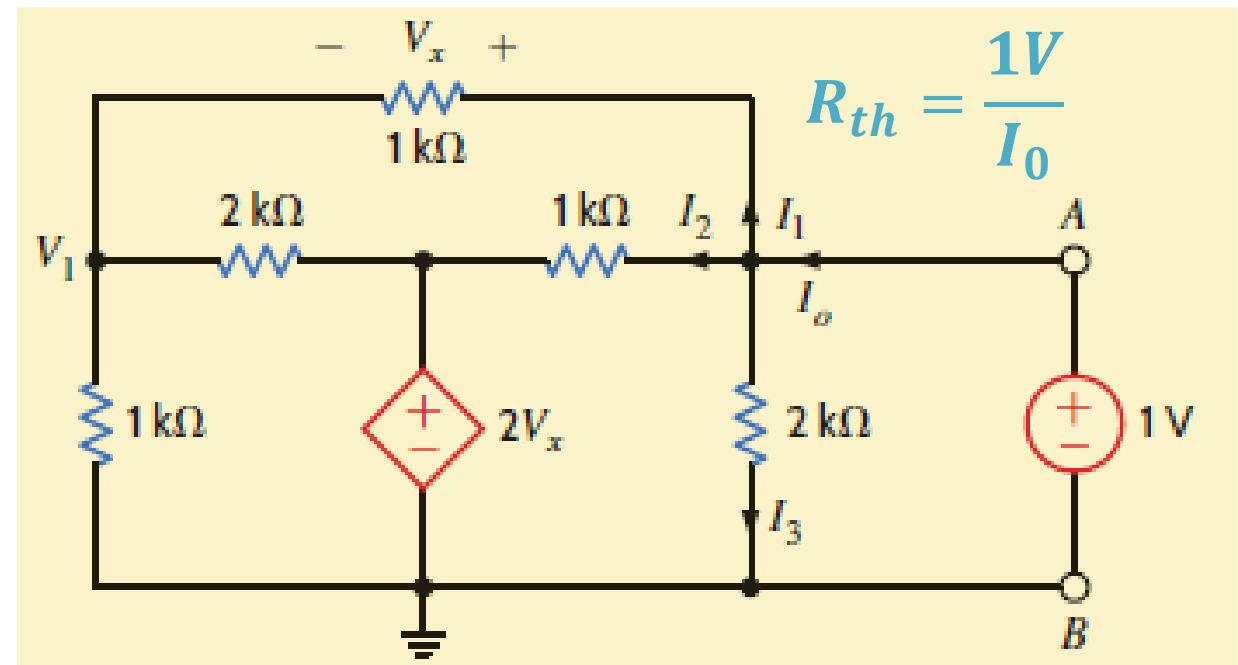 − Vₓ +
1 kΩ
R_th = 1V / I₀
2 kΩ
1 kΩ
I₂
I₁
A
V₁
Iₒ
1 kΩ
+
−
2Vₓ
2 kΩ
+
−
1 V
I₃
B